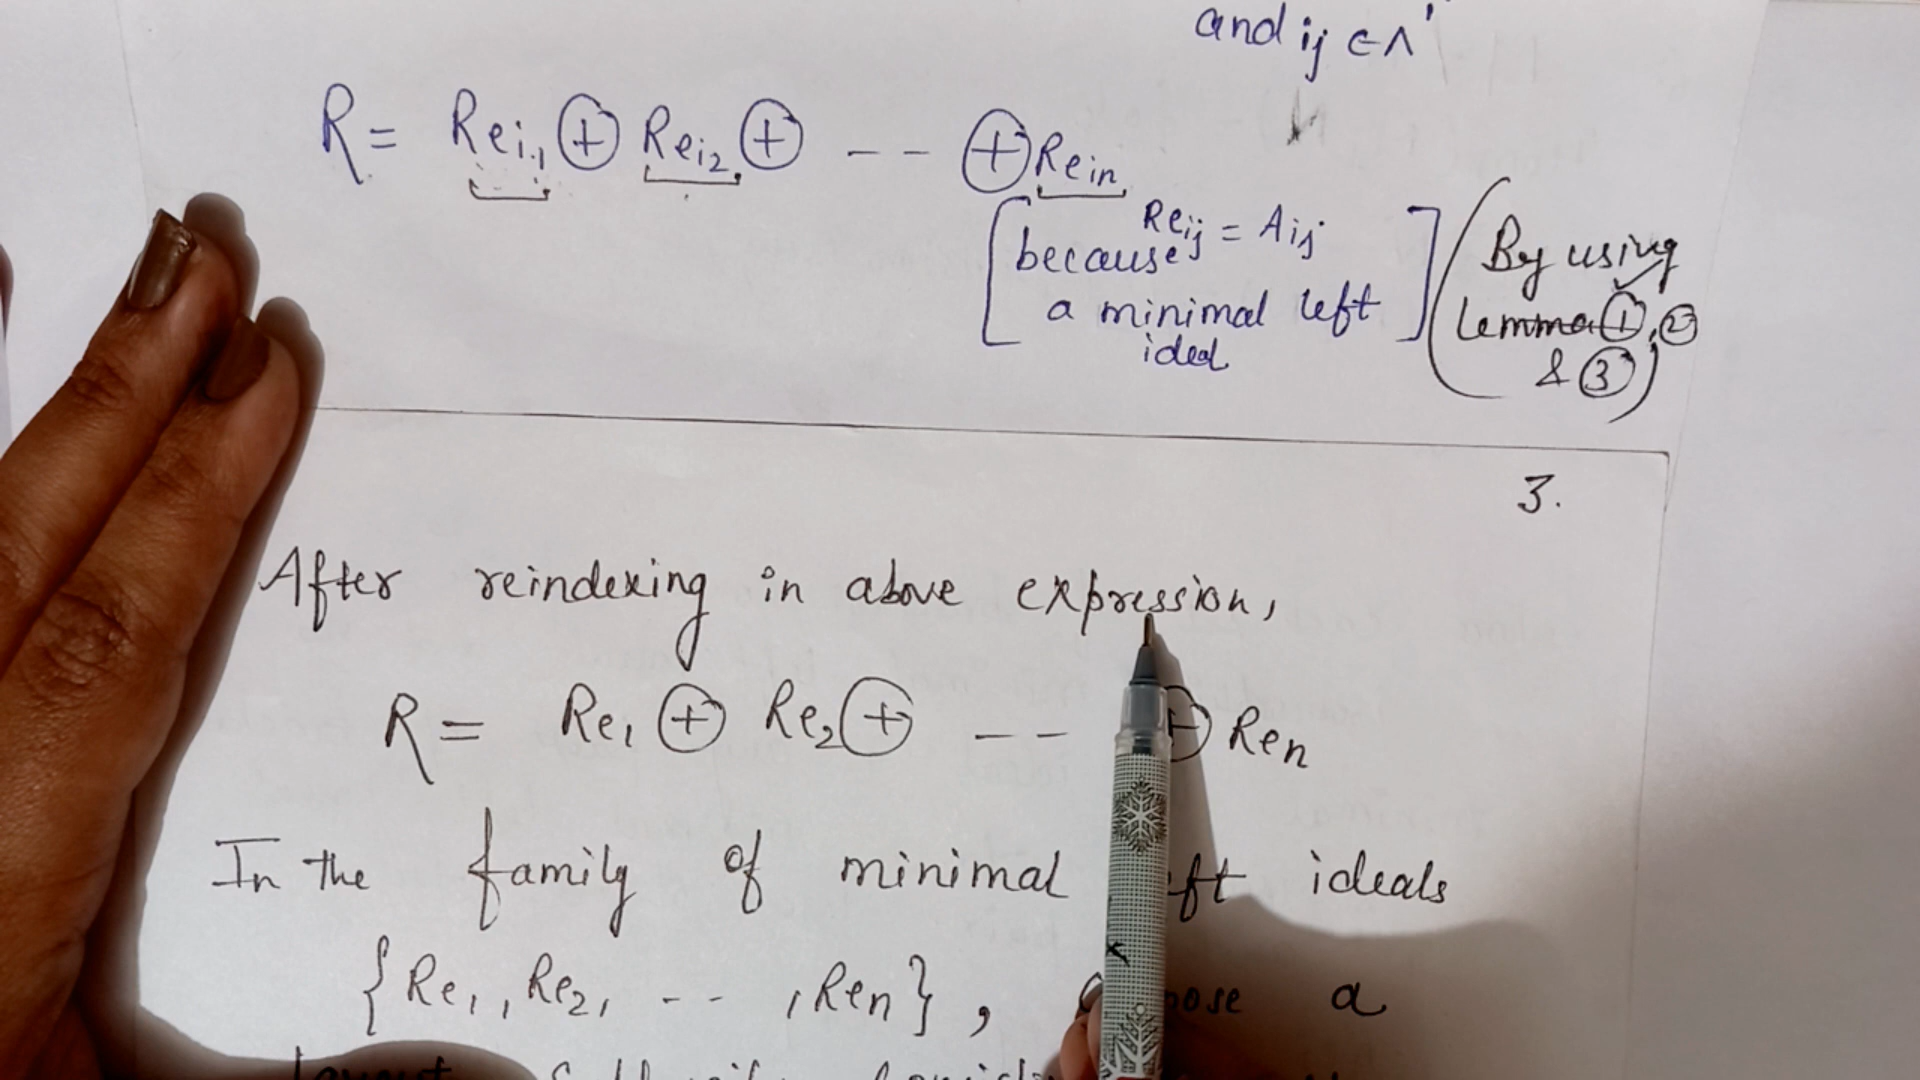 and ij ∈ Λ'
R = Rei₁ ⊕ Rei₂ ⊕ -- ⊕ Rein
Reij = Aij
because
a minimal left
ideal
By using
lemma ①, ②
& ③
3.
After reindexing in above expression,
R = Re₁ ⊕ Re₂ ⊕ -- ⊕ Ren
In the family of minimal left ideals
{Re₁, Re₂, --, Ren}, a